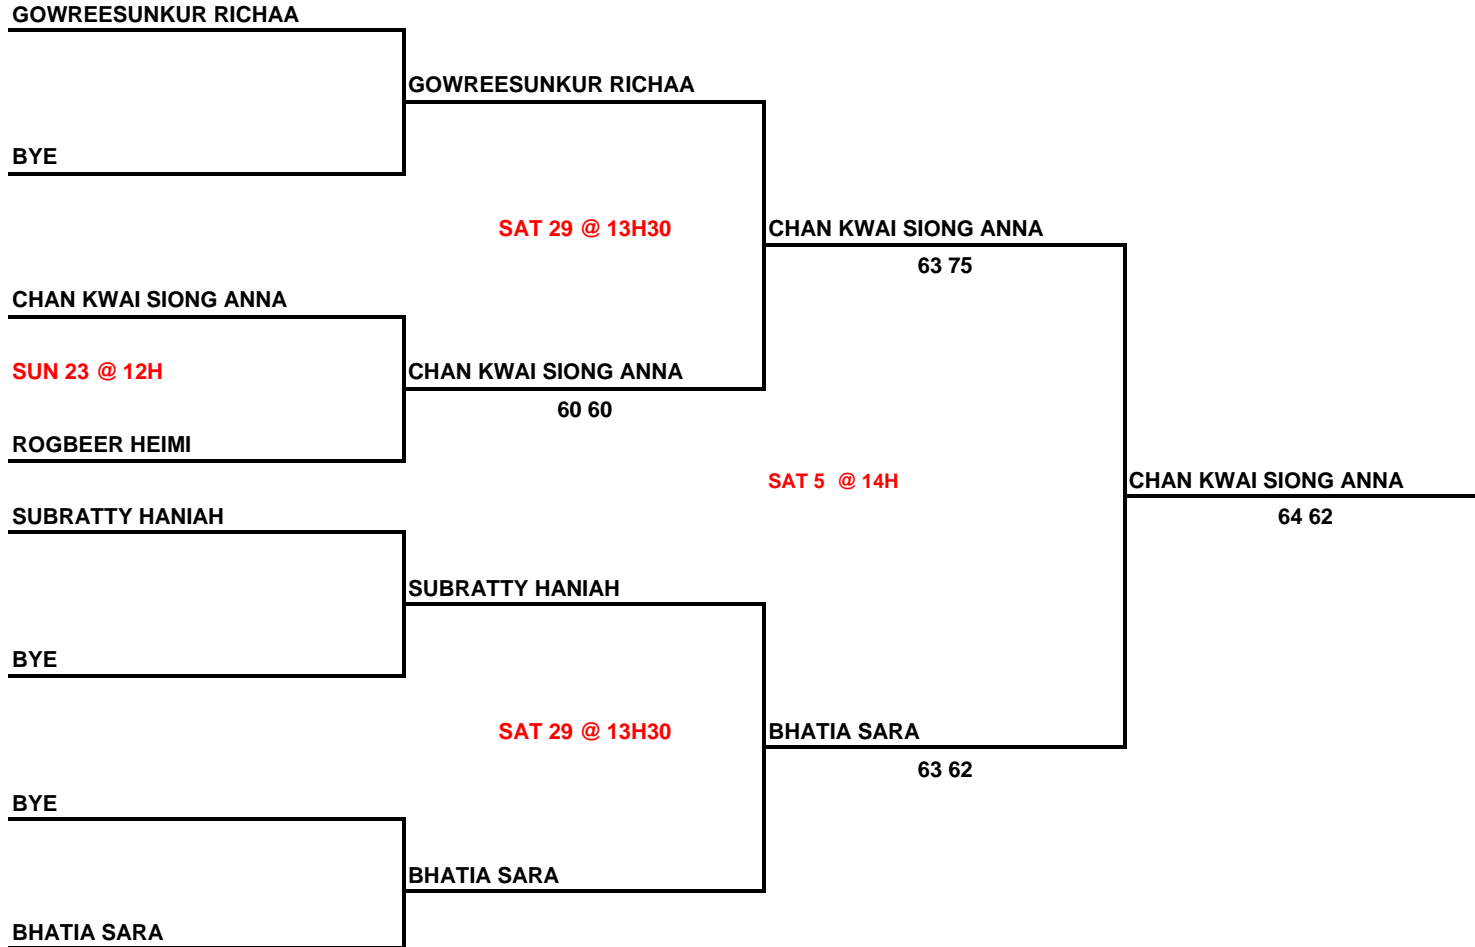 GOWREESUNKUR RICHAA
GOWREESUNKUR RICHAA
BYE
SAT 29 @ 13H30
CHAN KWAI SIONG ANNA
63 75
CHAN KWAI SIONG ANNA
SUN 23 @ 12H
CHAN KWAI SIONG ANNA
60 60
ROGBEER HEIMI
SAT 5 @ 14H
CHAN KWAI SIONG ANNA
64 62
SUBRATTY HANIAH
SUBRATTY HANIAH
BYE
SAT 29 @ 13H30
BHATIA SARA
63 62
BYE
BHATIA SARA
BHATIA SARA